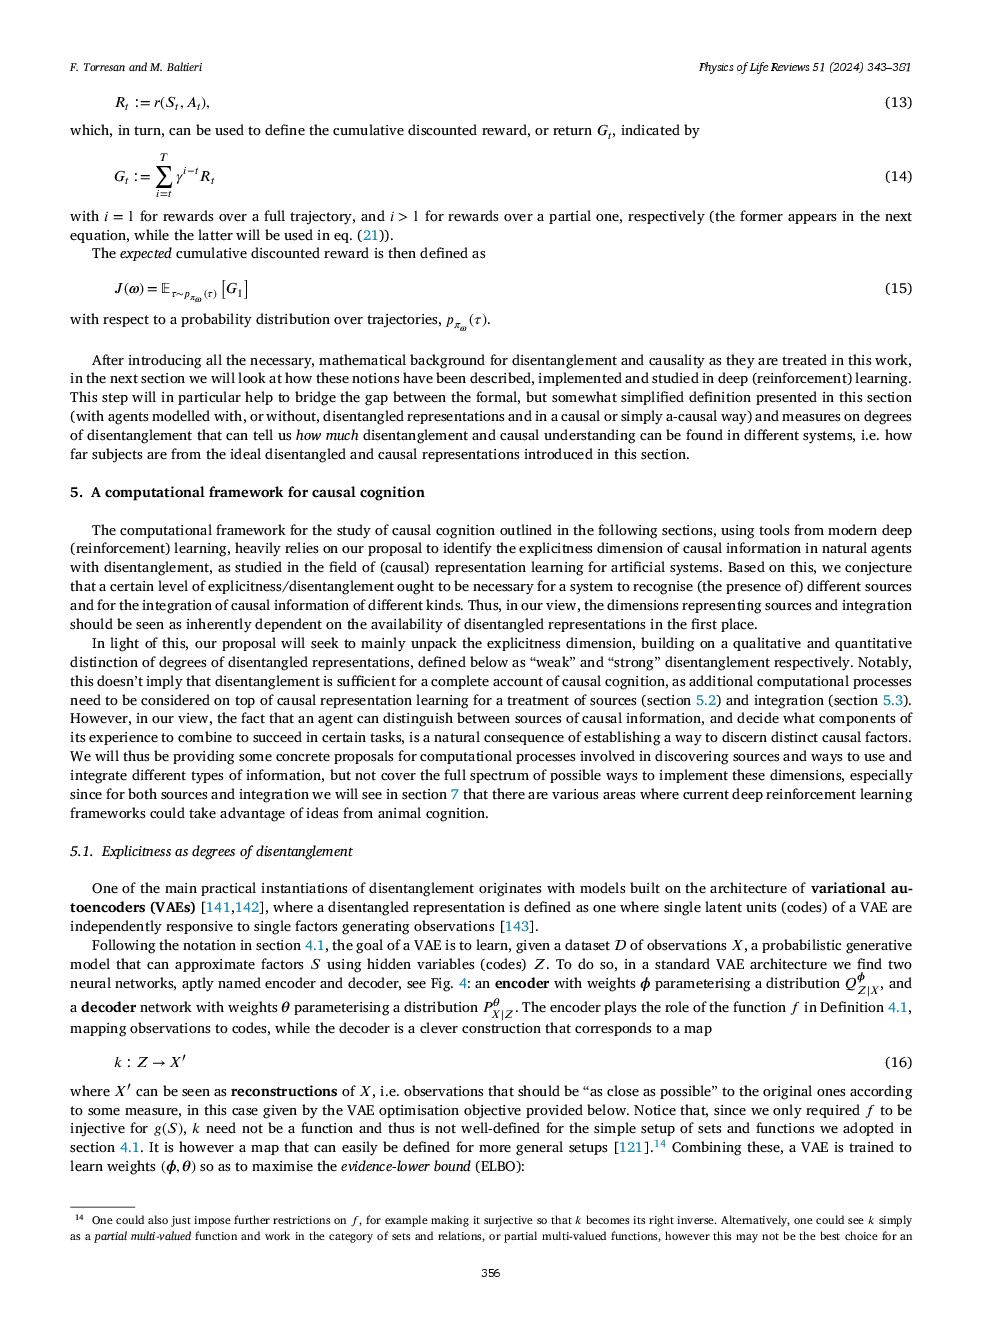 F. Torresan and M. Baltieri
Physics of Life Reviews 51 (2024) 343–381
R_t := r(S_t, A_t), (13)
which, in turn, can be used to define the cumulative discounted reward, or return G_t, indicated by
G_t := ∑_{i=t}^{T} γ^{i−t} R_t (14)
with i = 1 for rewards over a full trajectory, and i > 1 for rewards over a partial one, respectively (the former appears in the next
equation, while the latter will be used in eq. (21)).
The expected cumulative discounted reward is then defined as
J(ω) = 𝔼_{τ∼p_{π_ω}(τ)} [G_1] (15)
with respect to a probability distribution over trajectories, p_{π_ω}(τ).
After introducing all the necessary, mathematical background for disentanglement and causality as they are treated in this work,
in the next section we will look at how these notions have been described, implemented and studied in deep (reinforcement) learning.
This step will in particular help to bridge the gap between the formal, but somewhat simplified definition presented in this section
(with agents modelled with, or without, disentangled representations and in a causal or simply a-causal way) and measures on degrees
of disentanglement that can tell us how much disentanglement and causal understanding can be found in different systems, i.e. how
far subjects are from the ideal disentangled and causal representations introduced in this section.
5. A computational framework for causal cognition
The computational framework for the study of causal cognition outlined in the following sections, using tools from modern deep
(reinforcement) learning, heavily relies on our proposal to identify the explicitness dimension of causal information in natural agents
with disentanglement, as studied in the field of (causal) representation learning for artificial systems. Based on this, we conjecture
that a certain level of explicitness/disentanglement ought to be necessary for a system to recognise (the presence of) different sources
and for the integration of causal information of different kinds. Thus, in our view, the dimensions representing sources and integration
should be seen as inherently dependent on the availability of disentangled representations in the first place.
In light of this, our proposal will seek to mainly unpack the explicitness dimension, building on a qualitative and quantitative
distinction of degrees of disentangled representations, defined below as “weak” and “strong” disentanglement respectively. Notably,
this doesn’t imply that disentanglement is sufficient for a complete account of causal cognition, as additional computational processes
need to be considered on top of causal representation learning for a treatment of sources (section 5.2) and integration (section 5.3).
However, in our view, the fact that an agent can distinguish between sources of causal information, and decide what components of
its experience to combine to succeed in certain tasks, is a natural consequence of establishing a way to discern distinct causal factors.
We will thus be providing some concrete proposals for computational processes involved in discovering sources and ways to use and
integrate different types of information, but not cover the full spectrum of possible ways to implement these dimensions, especially
since for both sources and integration we will see in section 7 that there are various areas where current deep reinforcement learning
frameworks could take advantage of ideas from animal cognition.
5.1. Explicitness as degrees of disentanglement
One of the main practical instantiations of disentanglement originates with models built on the architecture of variational au-
toencoders (VAEs) [141,142], where a disentangled representation is defined as one where single latent units (codes) of a VAE are
independently responsive to single factors generating observations [143].
Following the notation in section 4.1, the goal of a VAE is to learn, given a dataset 𝒟 of observations X, a probabilistic generative
model that can approximate factors S using hidden variables (codes) Z. To do so, in a standard VAE architecture we find two
neural networks, aptly named encoder and decoder, see Fig. 4: an encoder with weights ϕ parameterising a distribution Q^ϕ_{Z|X}, and
a decoder network with weights θ parameterising a distribution P^θ_{X|Z}. The encoder plays the role of the function f in Definition 4.1,
mapping observations to codes, while the decoder is a clever construction that corresponds to a map
k : Z → X′ (16)
where X′ can be seen as reconstructions of X, i.e. observations that should be “as close as possible” to the original ones according
to some measure, in this case given by the VAE optimisation objective provided below. Notice that, since we only required f to be
injective for g(S), k need not be a function and thus is not well-defined for the simple setup of sets and functions we adopted in
section 4.1. It is however a map that can easily be defined for more general setups [121].¹⁴ Combining these, a VAE is trained to
learn weights (ϕ, θ) so as to maximise the evidence-lower bound (ELBO):
¹⁴ One could also just impose further restrictions on f, for example making it surjective so that k becomes its right inverse. Alternatively, one could see k simply
as a partial multi-valued function and work in the category of sets and relations, or partial multi-valued functions, however this may not be the best choice for an
356